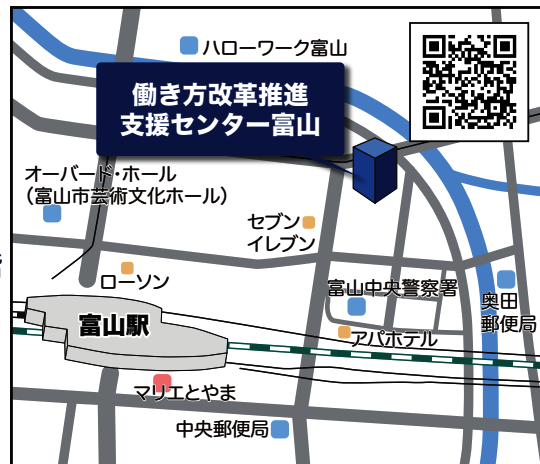 ハローワーク富山
働き方改革推進
支援センター富山
オーバード・ホール
（富山市芸術文化ホール）
セブン
イレブン
ローソン
富山中央警察署
奥田
郵便局
富山駅
アパホテル
マリエとやま
中央郵便局